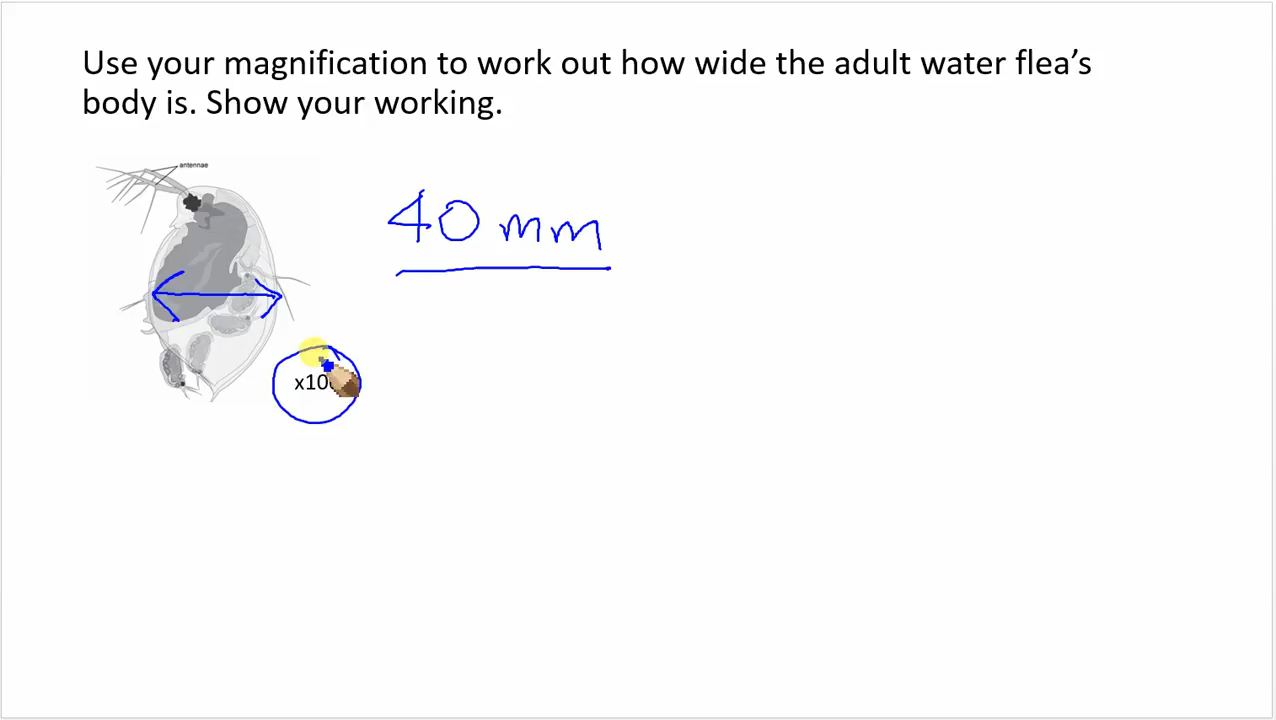 Use your magnification to work out how wide the adult water flea’s
body is. Show your working.
antennae
40 mm